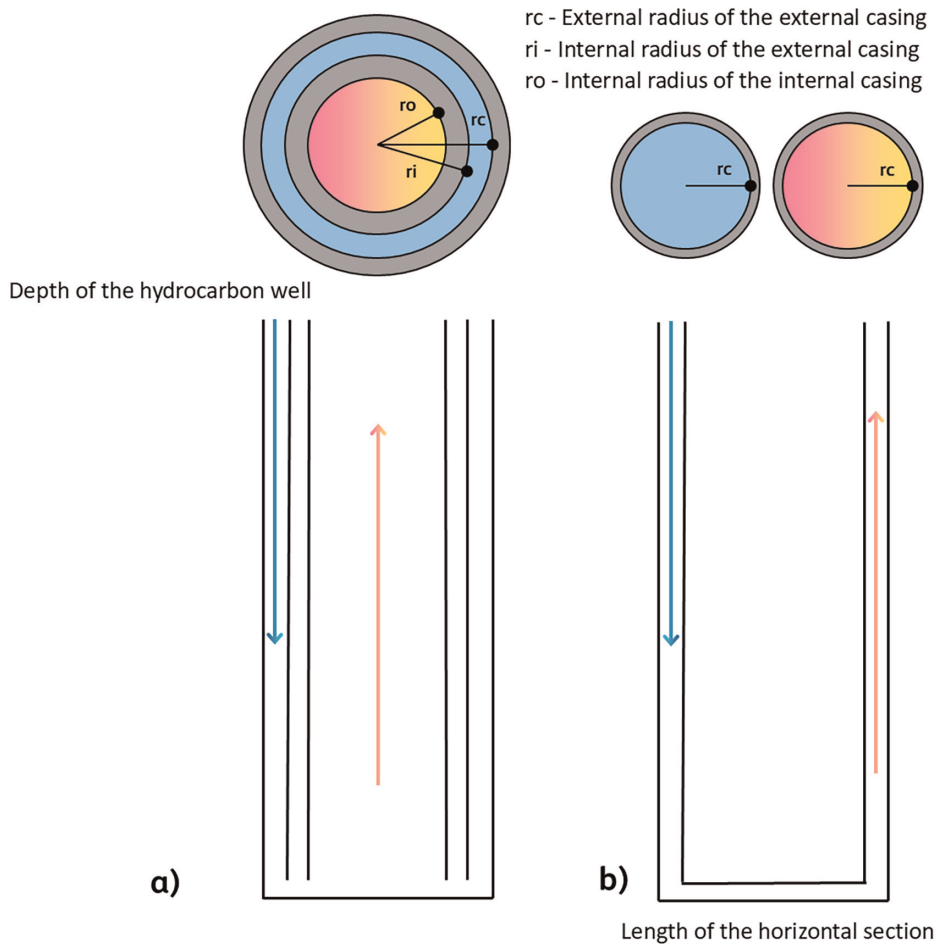 rc - External radius of the external casing
ri - Internal radius of the external casing
ro - Internal radius of the internal casing
ro
rc
ri
rc
rc
Depth of the hydrocarbon well
a)
b)
Length of the horizontal section